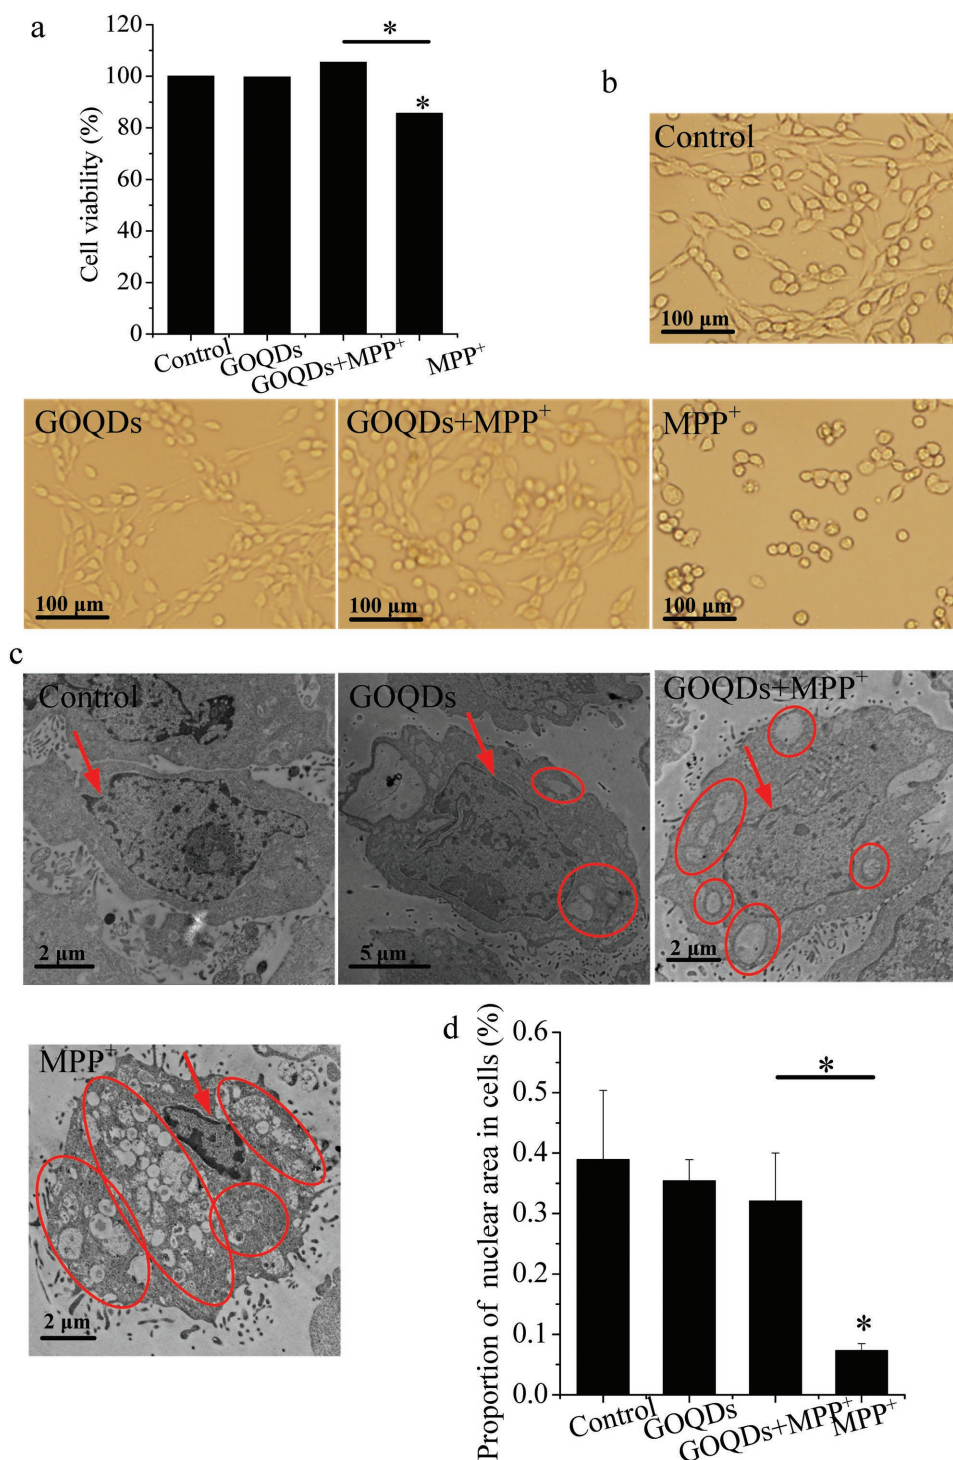 a
120
100
80
60
40
20
0
Cell viability (%)
*
*
Control
GOQDs
GOQDs+MPP⁺
MPP⁺
b
Control
100 μm
GOQDs
100 μm
GOQDs+MPP⁺
100 μm
MPP⁺
100 μm
c
Control
2 μm
GOQDs
5 μm
GOQDs+MPP⁺
2 μm
MPP⁺
2 μm
d
0.6
0.5
0.4
0.3
0.2
0.1
0.0
Proportion of nuclear area in cells (%)
*
*
Control
GOQDs
GOQDs+MPP⁺
MPP⁺